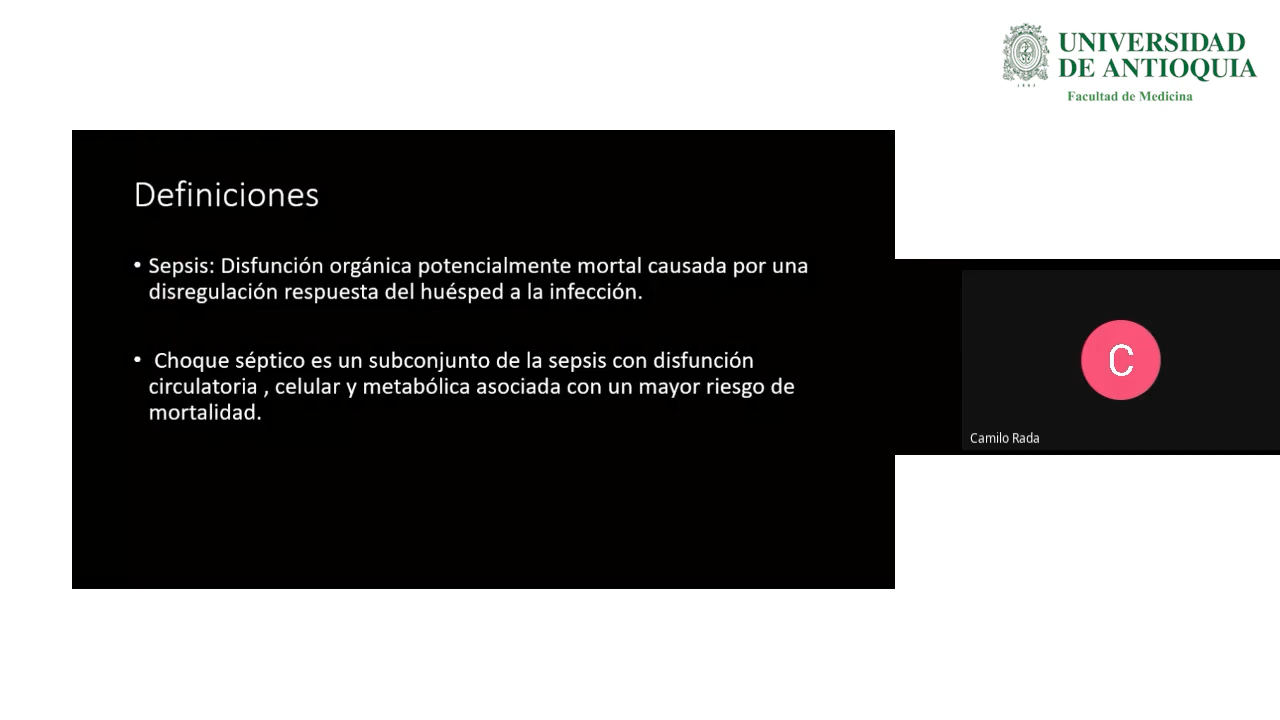 UNIVERSIDAD
DE ANTIOQUIA
1803
Facultad de Medicina
Definiciones
• Sepsis: Disfunción orgánica potencialmente mortal causada por una
disregulación respuesta del huésped a la infección.
• Choque séptico es un subconjunto de la sepsis con disfunción
circulatoria , celular y metabólica asociada con un mayor riesgo de
mortalidad.
C
Camilo Rada